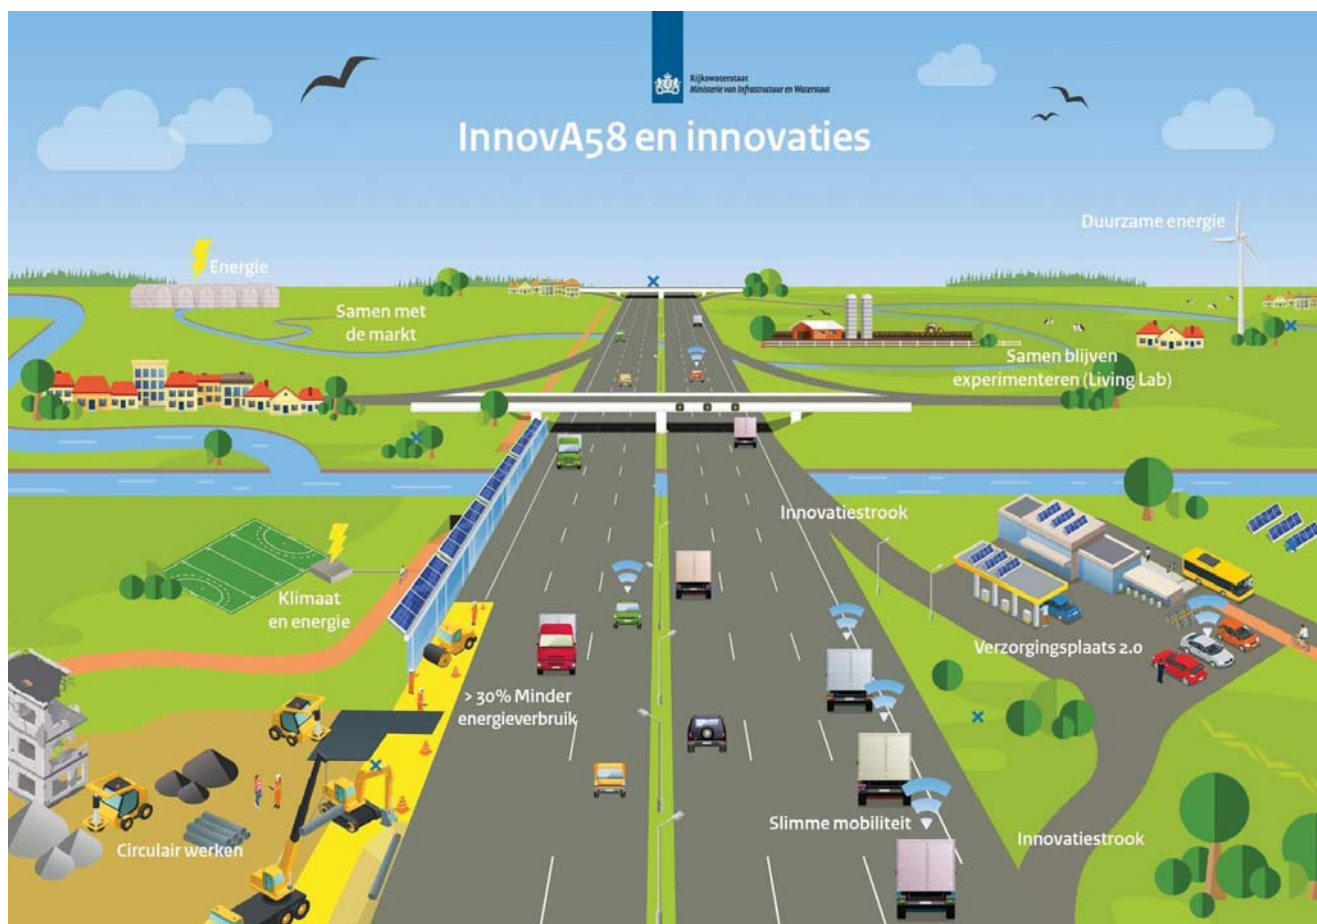 Rijkswaterstaat
Ministerie van Infrastructuur en Waterstaat
InnovA58 en innovaties
Duurzame energie
Energie
Samen met
de markt
Samen blijven
experimenteren (Living Lab)
Innovatiestrook
Klimaat
en energie
Verzorgingsplaats 2.0
> 30% Minder
energieverbruik
Slimme mobiliteit
Innovatiestrook
Circulair werken